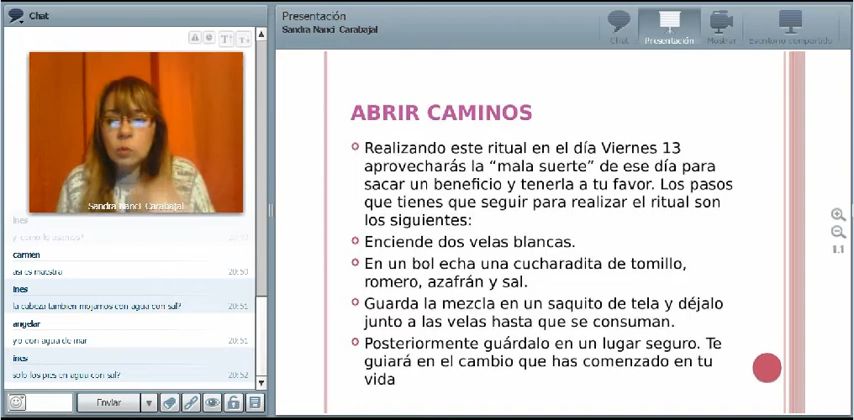 Chat
Sandra Nanci Carabajal
Ines
y como lo usamos?
carmen
asi es maestra 20:50
ines
la cabeza tambien mojamos con agua con sal? 20:51
angelar
yo con agua de mar 20:51
ines
solo los pies en agua con sal? 20:52
Enviar
Presentación
Sandra Nanci Carabajal
Chat
Presentación
Mostrar
Escritorio compartido
ABRIR CAMINOS
Realizando este ritual en el día Viernes 13
aprovecharás la “mala suerte” de ese día para
sacar un beneficio y tenerla a tu favor. Los pasos
que tienes que seguir para realizar el ritual son
los siguientes:
Enciende dos velas blancas.
En un bol echa una cucharadita de tomillo,
romero, azafrán y sal.
Guarda la mezcla en un saquito de tela y déjalo
junto a las velas hasta que se consuman.
Posteriormente guárdalo en un lugar seguro. Te
guiará en el cambio que has comenzado en tu
vida
1:1